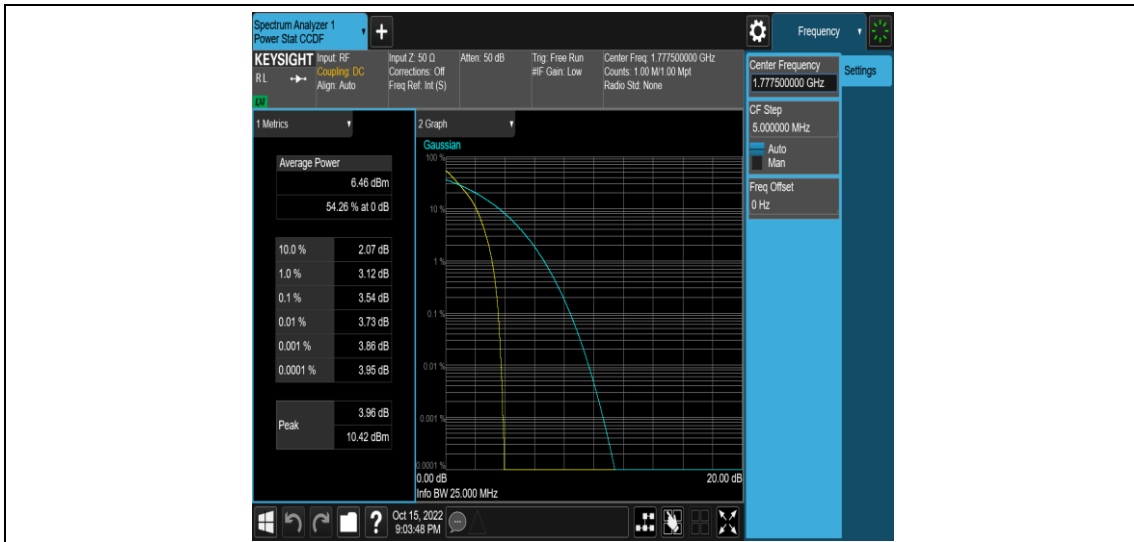 Spectrum Analyzer 1
Power Stat CCDF
Frequency
KEYSIGHT
RL
LXI
Input: RF
Coupling: DC
Align: Auto
Input Z: 50 Ω
Corrections: Off
Freq Ref: Int (S)
Atten: 50 dB
Trig: Free Run
#IF Gain: Low
Center Freq: 1.777500000 GHz
Counts: 1.00 M/1.00 Mpt
Radio Std: None
Center Frequency
1.777500000 GHz
Settings
CF Step
5.000000 MHz
Auto
Man
Freq Offset
0 Hz
1 Metrics
Average Power
6.46 dBm
54.26 % at 0 dB
10.0 % 2.07 dB
1.0 % 3.12 dB
0.1 % 3.54 dB
0.01 % 3.73 dB
0.001 % 3.86 dB
0.0001 % 3.95 dB
Peak
3.96 dB
10.42 dBm
2 Graph
Gaussian
100 %
10 %
1 %
0.1 %
0.01 %
0.001 %
0.0001 %
0.00 dB 20.00 dB
Info BW 25.000 MHz
?
Oct 15, 2022
9:03:48 PM